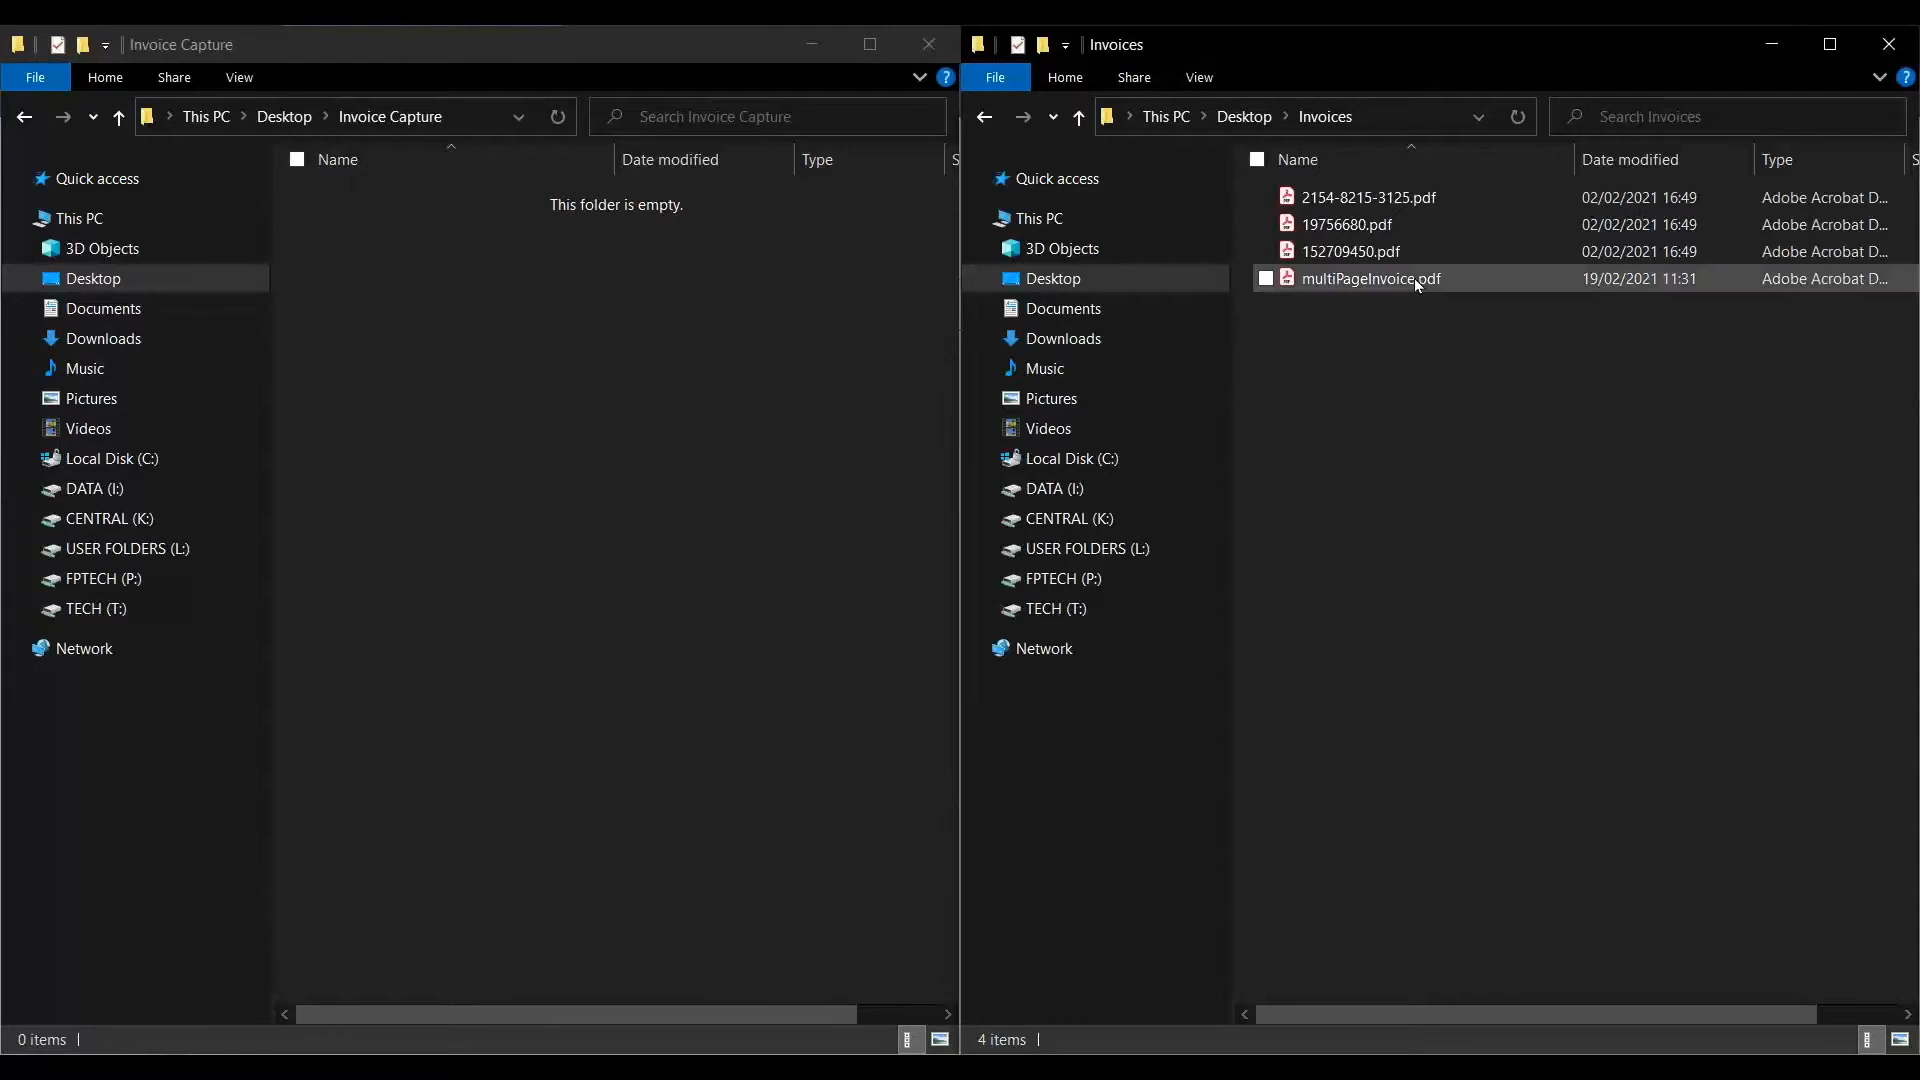 Invoice Capture
File Home Share View
This PC Desktop Invoice Capture Search Invoice Capture
Name Date modified Type S
This folder is empty.
Quick access
This PC
3D Objects
Desktop
Documents
Downloads
Music
Pictures
Videos
Local Disk (C:)
DATA (I:)
CENTRAL (K:)
USER FOLDERS (L:)
FPTECH (P:)
TECH (T:)
Network
0 items
Invoices
File Home Share View
This PC Desktop Invoices Search Invoices
Name Date modified Type S
2154-8215-3125.pdf 02/02/2021 16:49 Adobe Acrobat D...
19756680.pdf 02/02/2021 16:49 Adobe Acrobat D...
152709450.pdf 02/02/2021 16:49 Adobe Acrobat D...
multiPageInvoice.pdf 19/02/2021 11:31 Adobe Acrobat D...
Quick access
This PC
3D Objects
Desktop
Documents
Downloads
Music
Pictures
Videos
Local Disk (C:)
DATA (I:)
CENTRAL (K:)
USER FOLDERS (L:)
FPTECH (P:)
TECH (T:)
Network
4 items